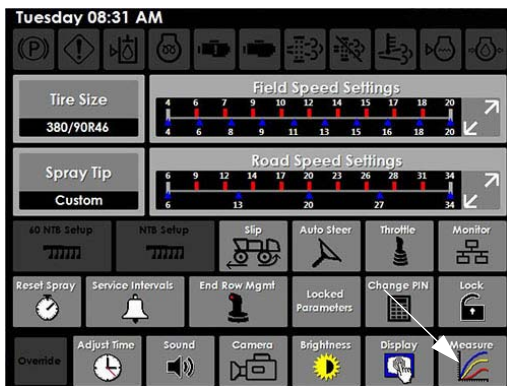 Tuesday 08:31 AM
(P)
Tire Size
380/90R46
Field Speed Settings
4 6 7 9 10 12 14 15 17 18 20
4 6 8 9 11 13 15 16 18 20
Spray Tip
Custom
Road Speed Settings
6 9 12 14 17 20 23 26 28 31 34
6 13 20 27 34
60 NTB Setup
NTB Setup
Slip
Auto Steer
Throttle
Monitor
Reset Spray
Service Intervals
End Row Mgmt
Locked
Parameters
Change PIN
Lock
Override
Adjust Time
Sound
Camera
Brightness
Display
Measure